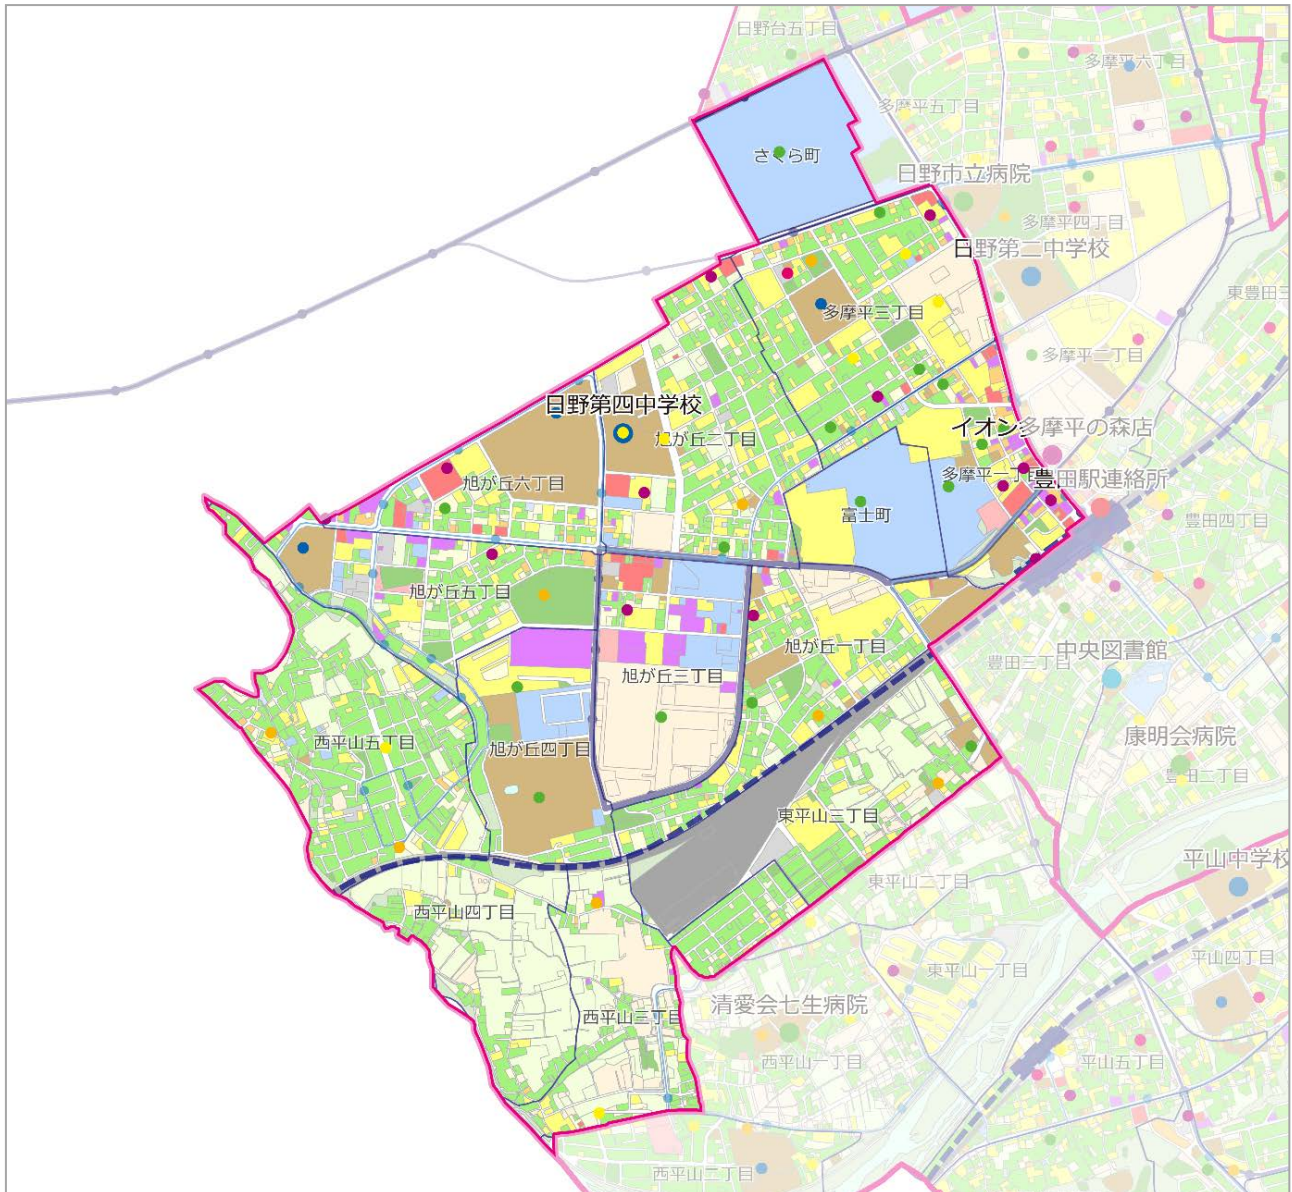 日野台五丁目
多摩平六丁目
多摩平五丁目
さくら町
日野市立病院
多摩平四丁目
日野第二中学校
東豊田三
多摩平三丁目
多摩平二丁目
日野第四中学校
旭が丘二丁目
イオン
多摩平の森店
多摩平一丁目
豊田駅連絡所
旭が丘六丁目
富士町
豊田四丁目
旭が丘五丁目
旭が丘一丁目
中央図書館
豊田三丁目
旭が丘三丁目
西平山五丁目
旭が丘四丁目
康明会病院
豊田二丁目
東平山三丁目
平山中学校
東平山二丁目
西平山四丁目
平山四丁目
東平山一丁目
清愛会七生病院
西平山三丁目
西平山一丁目
平山五丁目
西平山二丁目